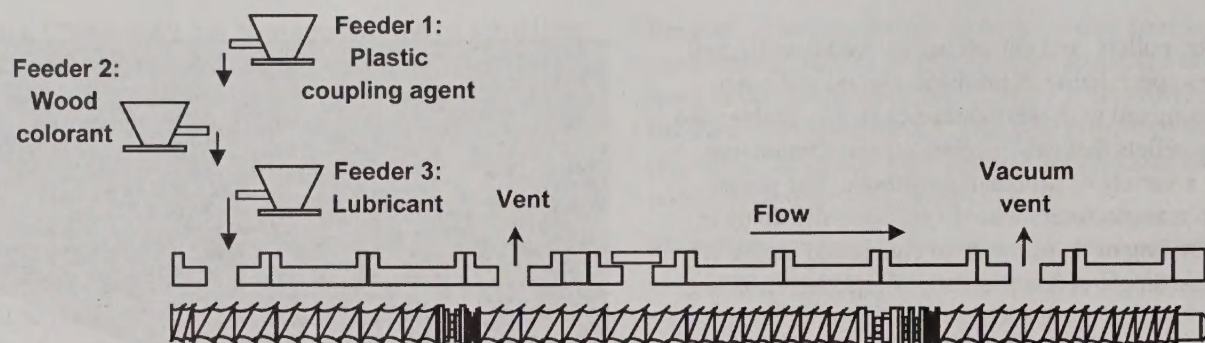 Feeder 1:
Plastic
coupling agent
Feeder 2:
Wood
colorant
Feeder 3:
Lubricant
Vent
Flow
Vacuum
vent